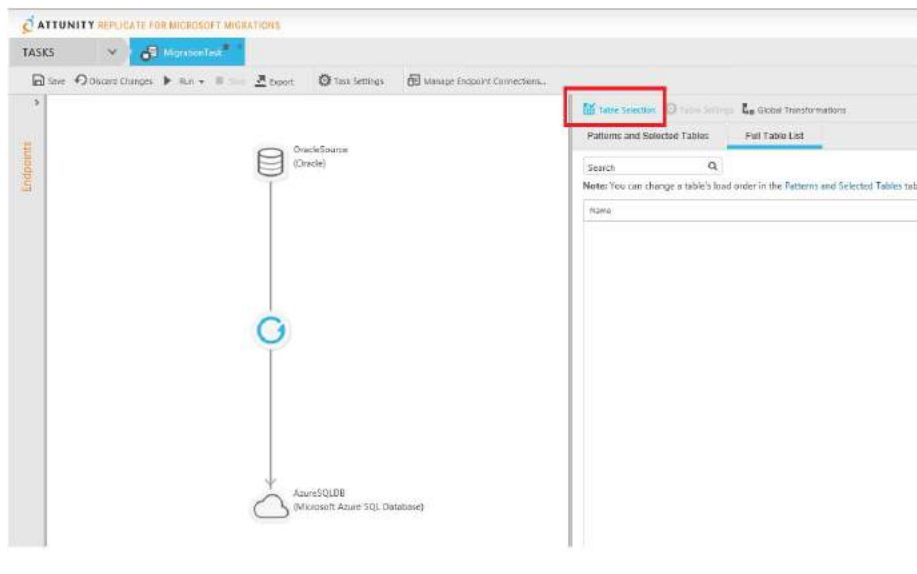 ATTUNITY REPLICATE FOR MICROSOFT MIGRATIONS
TASKS MigrationTask
Save Discard Changes Run Stop Export Task Settings Manage Endpoint Connections...
Table Selection Table Settings Global Transformations
Patterns and Selected Tables Full Table List
Endpoints
OracleSource
(Oracle)
Search
Note: You can change a table's load order in the Patterns and Selected Tables tab
Name
AzureSQLDB
(Microsoft Azure SQL Database)